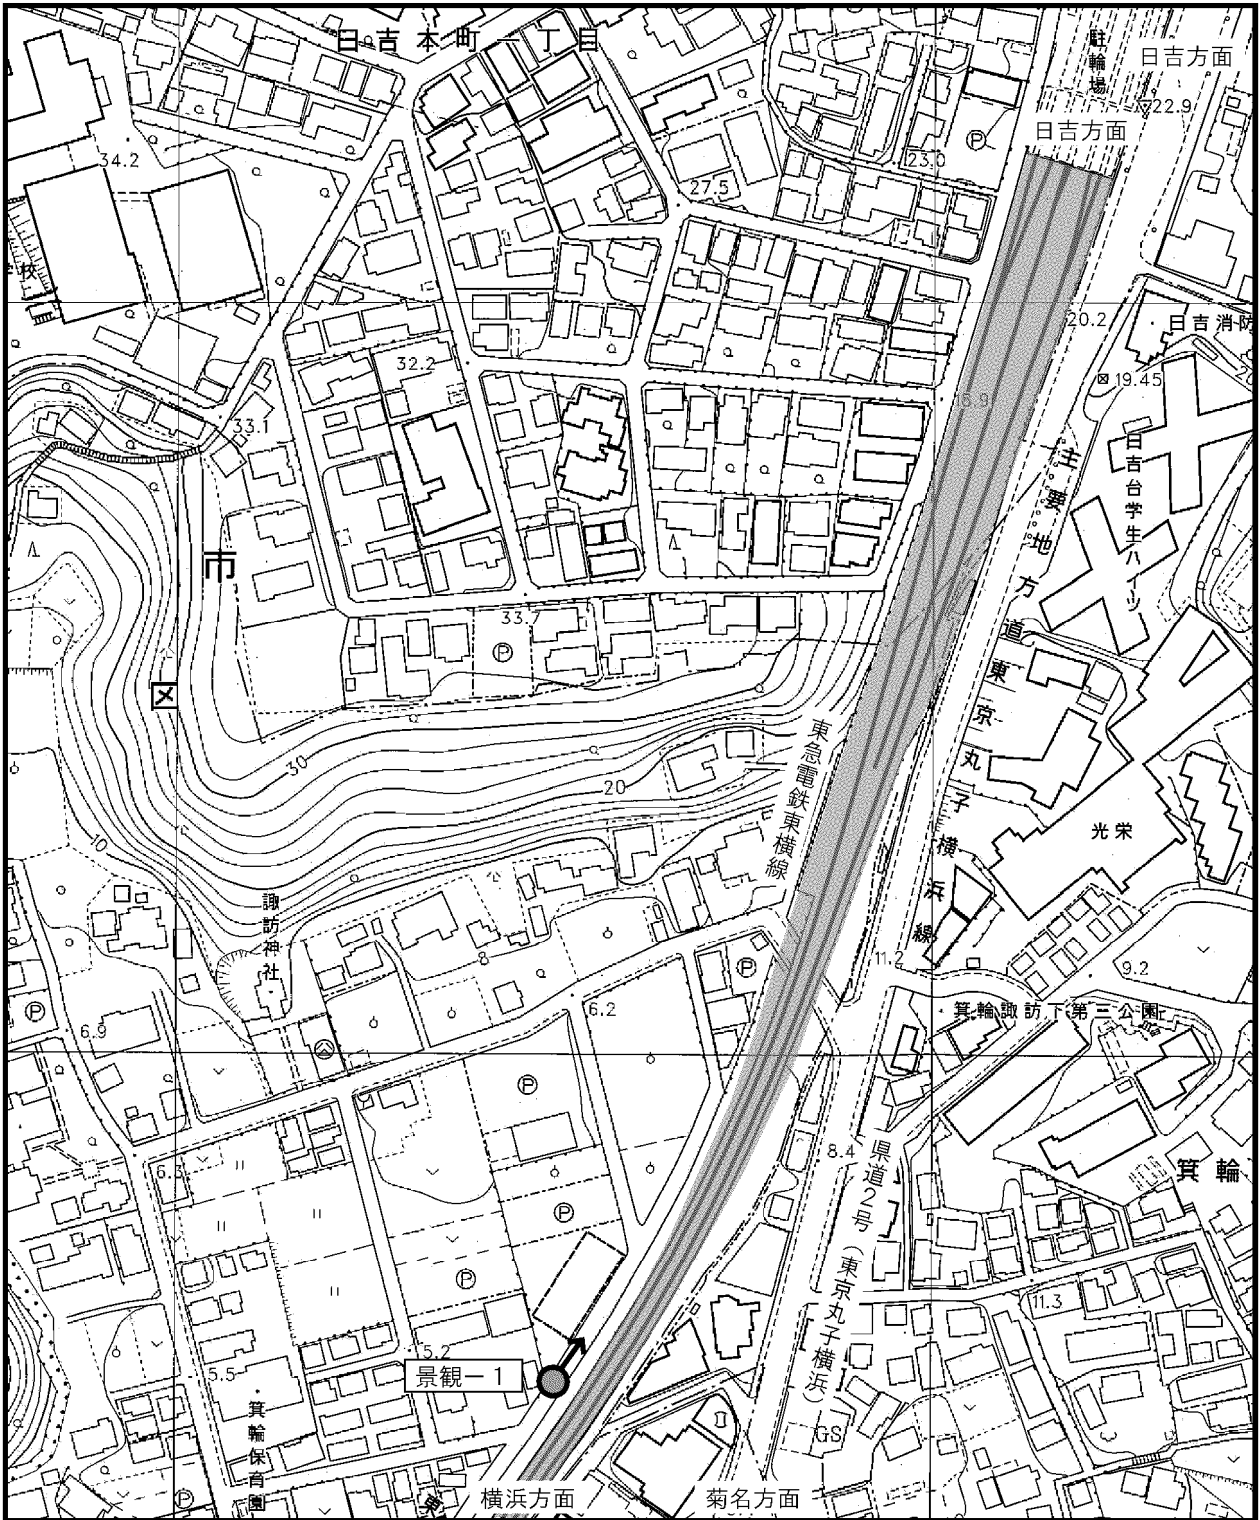 日吉本町一丁目
駐輪場
日吉方面
22.9
日吉方面
Ⓟ
34.2
23.0
27.5
校
20.2
日吉消防
32.2
19.45
15.9
33.1
日吉台学生ハイツ
主要地方道東京丸子横浜線
市
33.7
Ⓟ
区
東急電鉄東横線
30
20
10
光栄
諏訪神社
11.2
8
9.2
Ⓟ
Ⓟ
6.2
箕輪諏訪下第三公園
6.9
Ⓟ
8.4
県道2号（東京丸子横浜）
箕輪
6.3
Ⓟ
Ⓟ
11.3
5.2
景観－1
5.5
箕輪保育園
GS
Ⓟ
東
横浜方面
菊名方面